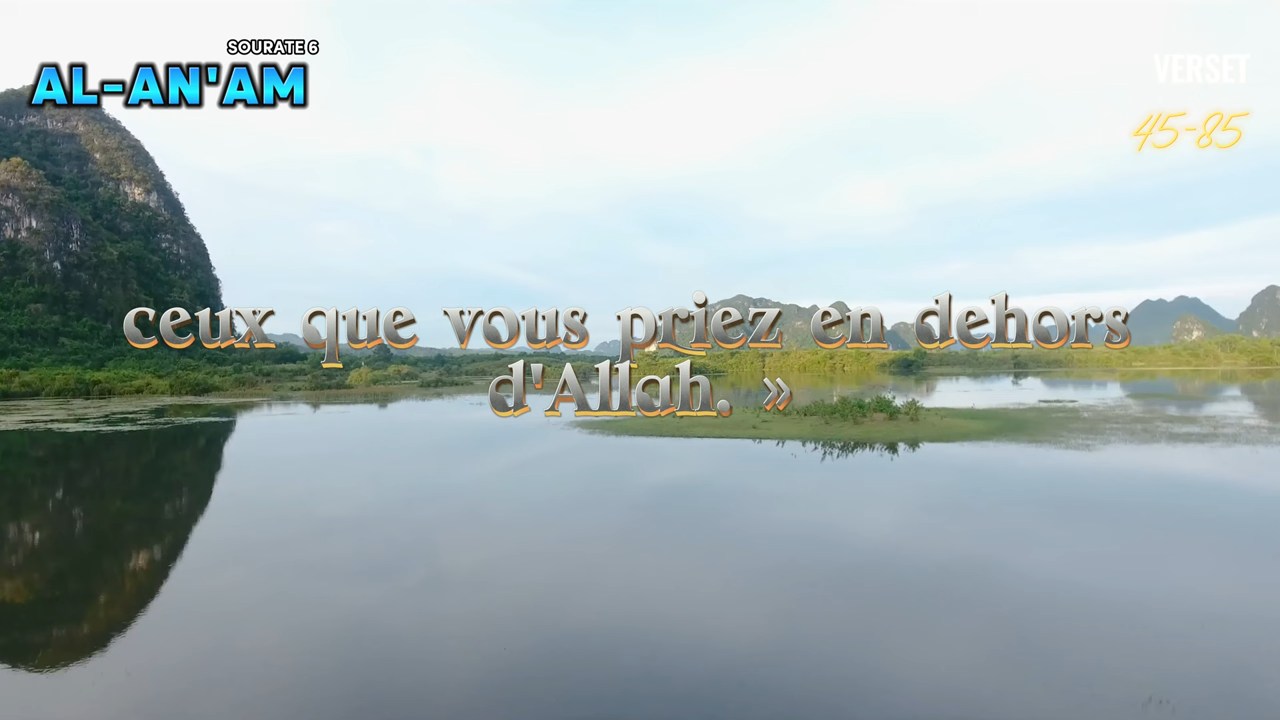 SOURATE 6
AL-AN'AM
VERSET
45-85
ceux que vous priez en dehors
d'Allah. »